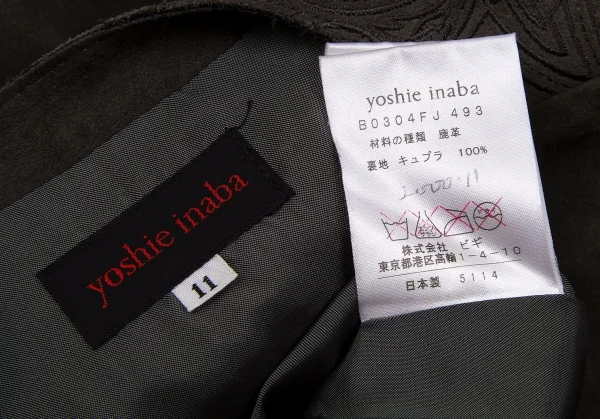 yoshie inaba
11
yoshie inaba
B0304FJ 493
材料の種類 鹿革
裏地 キュプラ 100%
株式会社 ビギ
東京都港区高輪1-4-10
日本製 5114